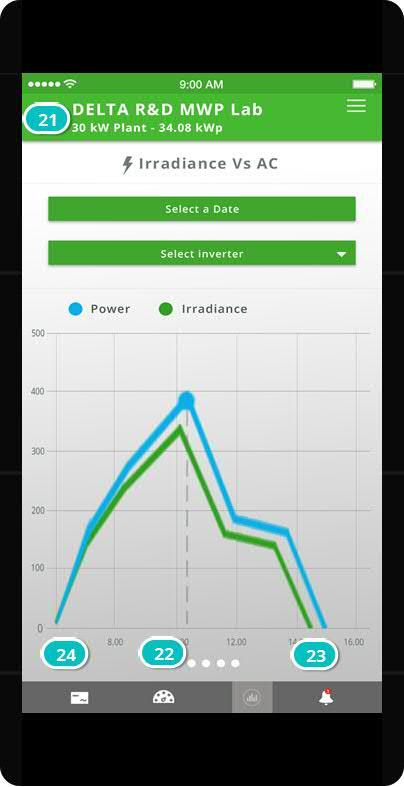 9:00 AM
21
DELTA R&D MWP Lab
30 kW Plant - 34.08 kWp
Irradiance Vs AC
Select a Date
Select inverter
Power Irradiance
500
400
300
200
100
0
8.00 12.00 16.00
24 22 23